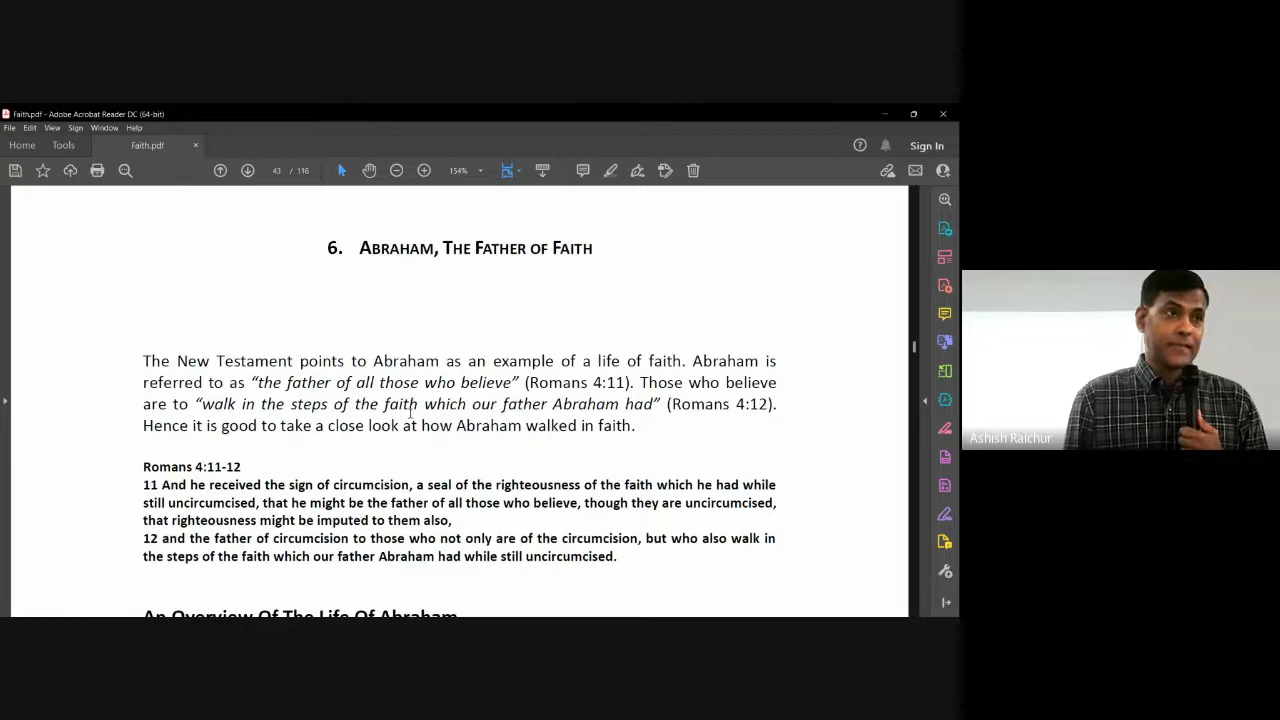 Faith.pdf - Adobe Acrobat Reader DC (64-bit)
File Edit View Sign Window Help
Home Tools Faith.pdf × Sign In
43 / 116 154%
6. ABRAHAM, THE FATHER OF FAITH
The New Testament points to Abraham as an example of a life of faith. Abraham is
referred to as “the father of all those who believe” (Romans 4:11). Those who believe
are to “walk in the steps of the faith which our father Abraham had” (Romans 4:12).
Hence it is good to take a close look at how Abraham walked in faith.
Romans 4:11-12
11 And he received the sign of circumcision, a seal of the righteousness of the faith which he had while
still uncircumcised, that he might be the father of all those who believe, though they are uncircumcised,
that righteousness might be imputed to them also,
12 and the father of circumcision to those who not only are of the circumcision, but who also walk in
the steps of the faith which our father Abraham had while still uncircumcised.
An Overview Of The Life Of Abraham
Ashish Raichur